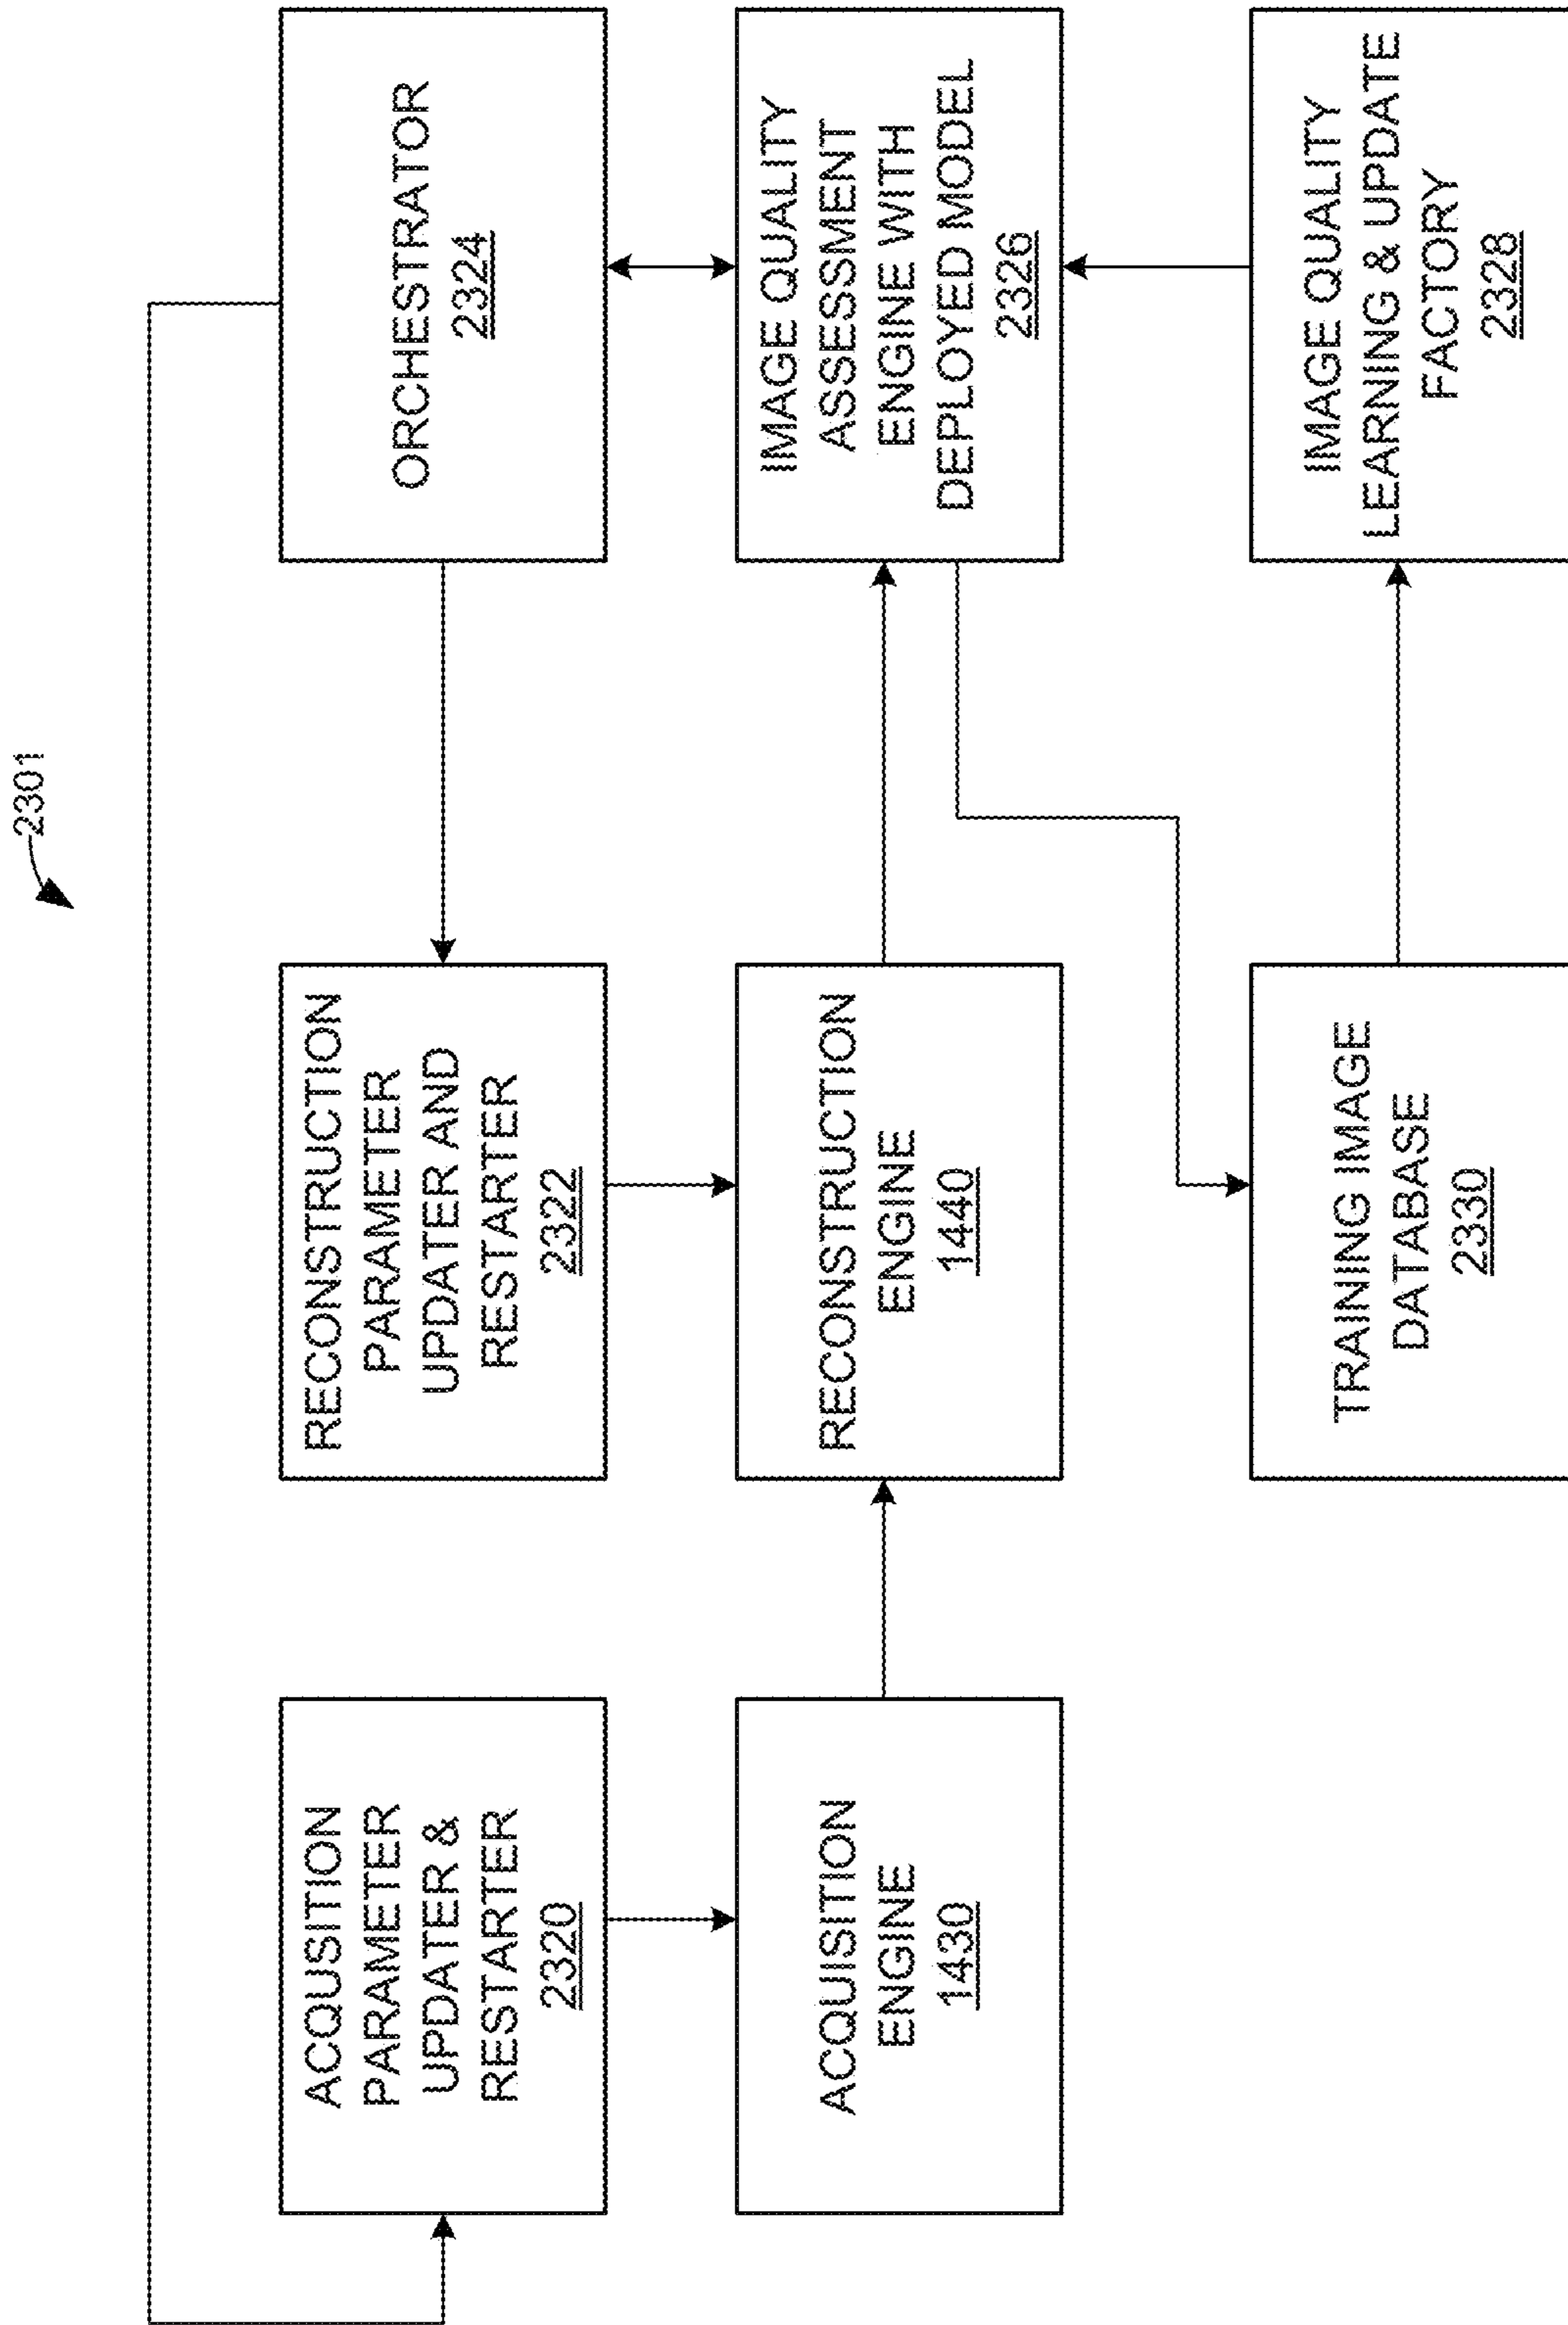 2301
ACQUSITION
PARAMETER
UPDATER &
RESTARTER
2320
RECONSTRUCTION
PARAMETER
UPDATER AND
RESTARTER
2322
ORCHESTRATOR
2324
ACQUISITION
ENGINE
1430
RECONSTRUCTION
ENGINE
1440
IMAGE QUALITY
ASSESSMENT
ENGINE WITH
DEPLOYED MODEL
2326
TRAINING IMAGE
DATABASE
2330
IMAGE QUALITY
LEARNING & UPDATE
FACTORY
2328